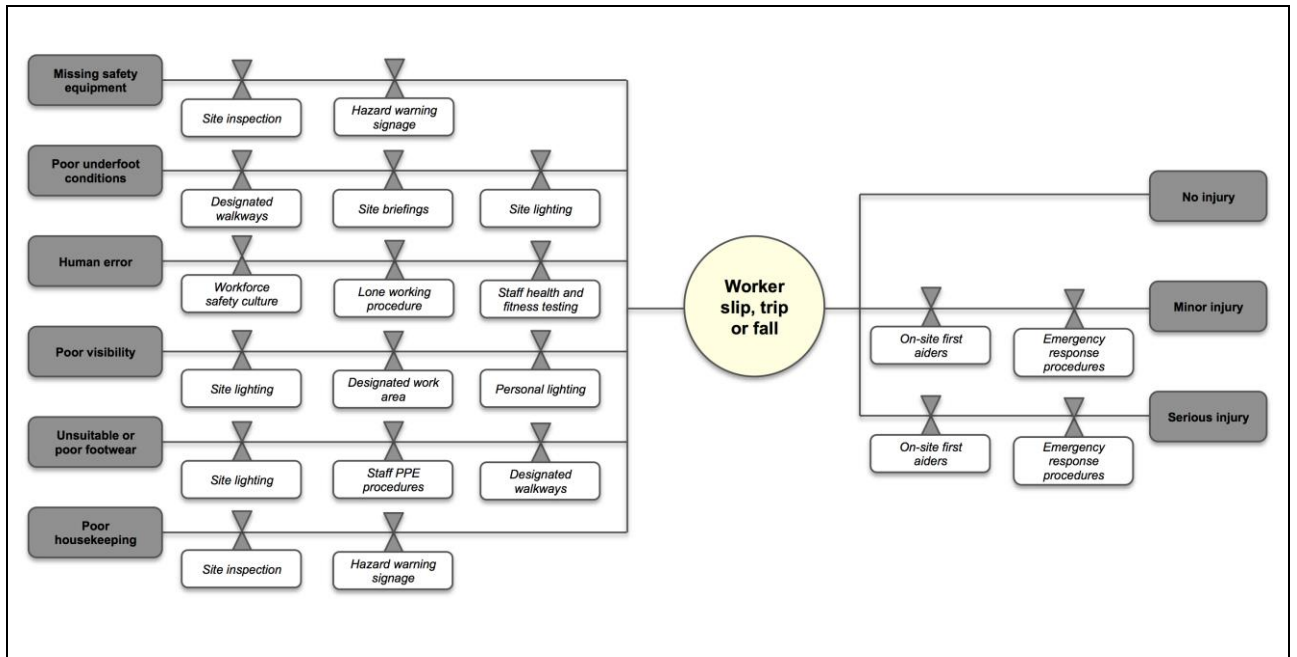 Missing safety
equipment
Site inspection
Hazard warning
signage
Poor underfoot
conditions
Designated
walkways
Site briefings
Site lighting
Human error
Workforce
safety culture
Lone working
procedure
Staff health and
fitness testing
Poor visibility
Site lighting
Designated work
area
Personal lighting
Unsuitable or
poor footwear
Site lighting
Staff PPE
procedures
Designated
walkways
Poor
housekeeping
Site inspection
Hazard warning
signage
Worker
slip, trip
or fall
No injury
On-site first
aiders
Emergency
response
procedures
Minor injury
On-site first
aiders
Emergency
response
procedures
Serious injury